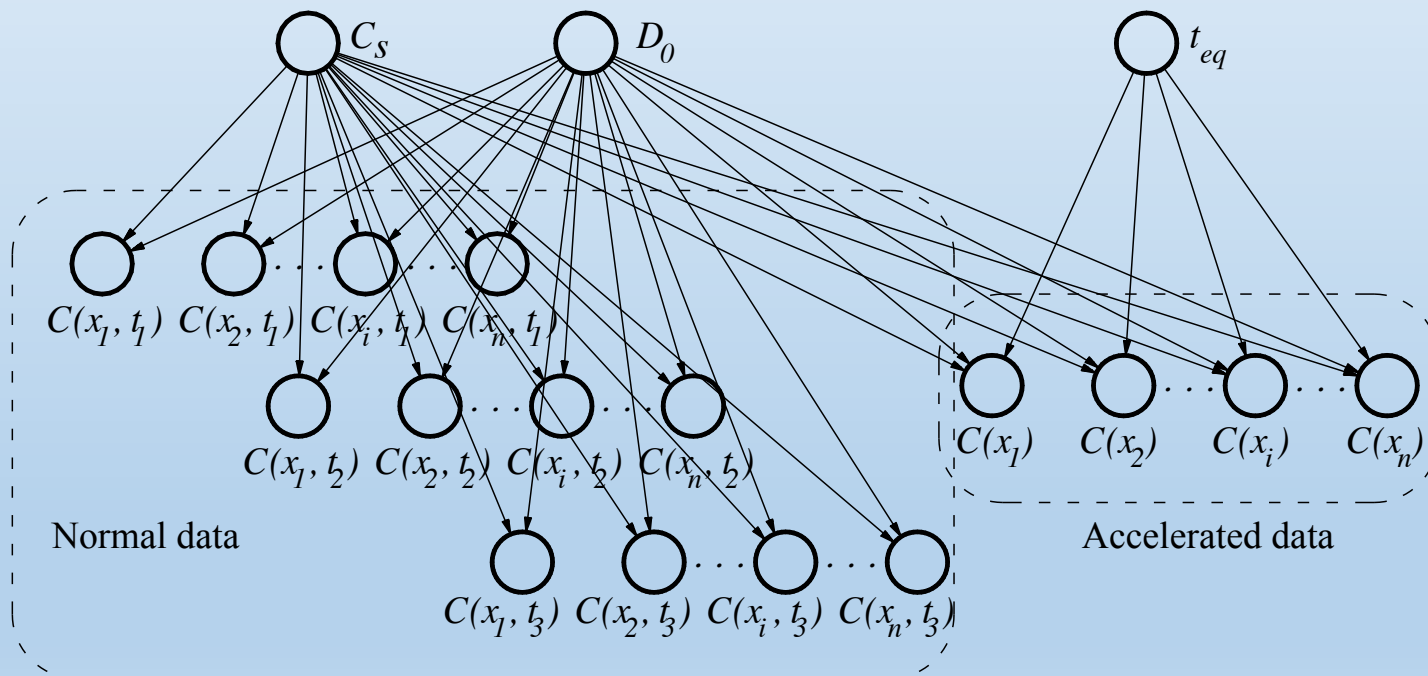 C_s D_0 t_eq
C(x_1, t_1) C(x_2, t_1) C(x_i, t_1) C(x_n, t_1)
. . . . . .
C(x_1, t_2) C(x_2, t_2) C(x_i, t_2) C(x_n, t_2)
. . . . . .
C(x_1) C(x_2) C(x_i) C(x_n)
. . . . . .
Normal data
Accelerated data
C(x_1, t_3) C(x_2, t_3) C(x_i, t_3) C(x_n, t_3)
. . . . . .